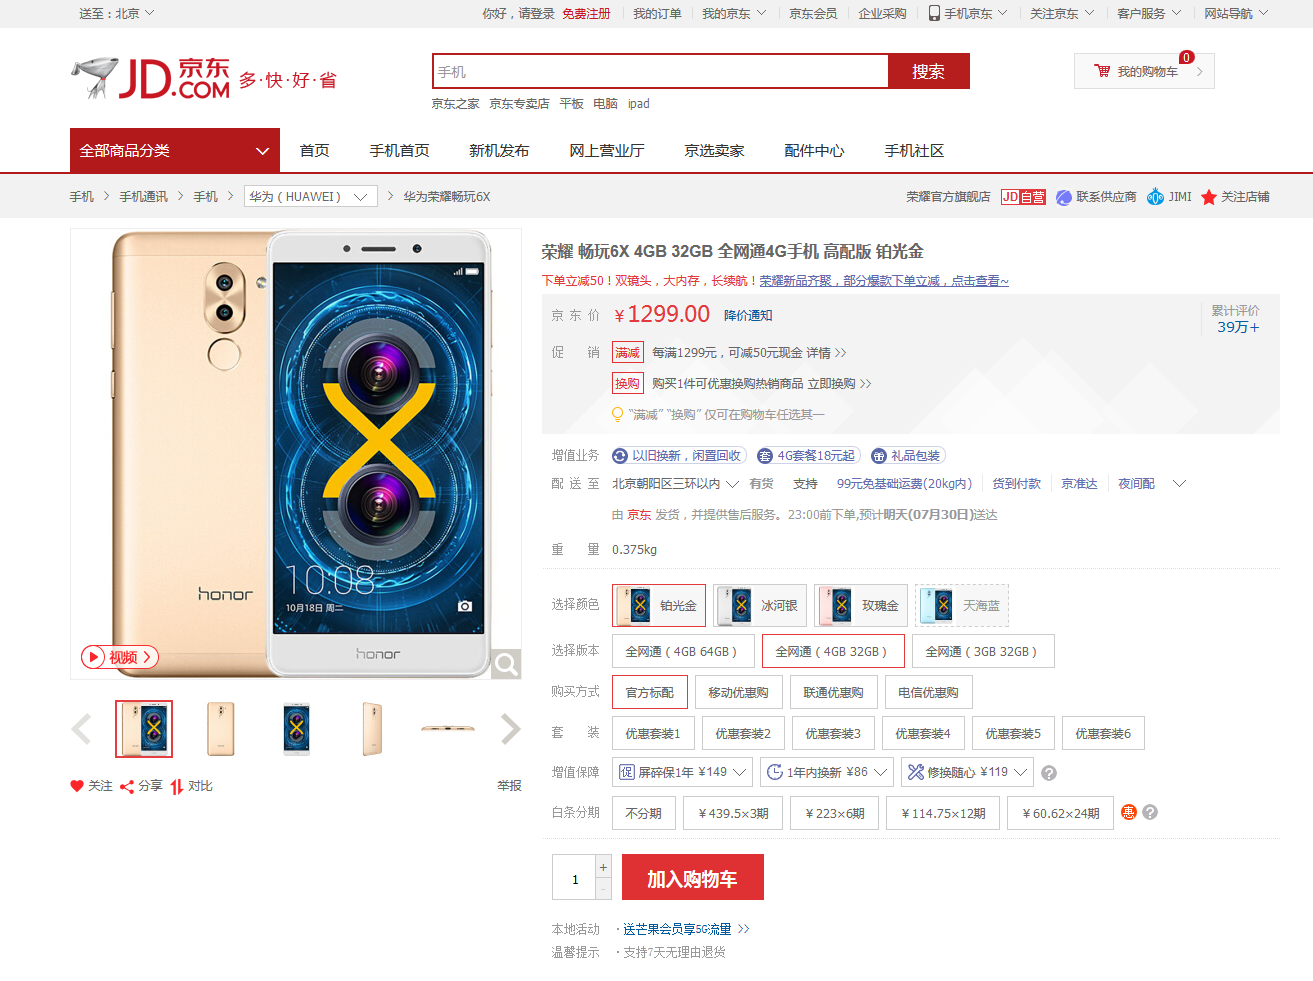 送至：北京
你好，请登录 免费注册 我的订单 我的京东 京东会员 企业采购 手机京东 关注京东 客户服务 网站导航
JD.COM 京东 多·快·好·省
手机 搜索
我的购物车 0
京东之家 京东专卖店 平板 电脑 ipad
全部商品分类 首页 手机首页 新机发布 网上营业厅 京选卖家 配件中心 手机社区
手机 > 手机通讯 > 手机 > 华为（HUAWEI） > 华为荣耀畅玩6X
荣耀官方旗舰店 JD自营 联系供应商 JIMI 关注店铺
honor
10:08
10月18日 周二
honor
视频
关注 分享 对比 举报
荣耀 畅玩6X 4GB 32GB 全网通4G手机 高配版 铂光金
下单立减50！双镜头，大内存，长续航！荣耀新品齐聚，部分爆款下单立减，点击查看~
京东价 ￥1299.00 降价通知
累计评价
39万+
促销 满减 每满1299元，可减50元现金 详情 >>
换购 购买1件可优惠换购热销商品 立即换购 >>
“满减” “换购” 仅可在购物车任选其一
增值业务 以旧换新，闲置回收 套 4G套餐18元起 礼品包装
配送至 北京朝阳区三环以内 有货 支持 99元免基础运费(20kg内) 货到付款 京准达 夜间配
由 京东 发货，并提供售后服务。23:00前下单,预计明天(07月30日)送达
重量 0.375kg
选择颜色 铂光金 冰河银 玫瑰金 天海蓝
选择版本 全网通（4GB 64GB） 全网通（4GB 32GB） 全网通（3GB 32GB）
购买方式 官方标配 移动优惠购 联通优惠购 电信优惠购
套装 优惠套装1 优惠套装2 优惠套装3 优惠套装4 优惠套装5 优惠套装6
增值保障 屏碎保1年 ¥149 1年内换新 ¥86 修换随心 ¥119 ?
白条分期 不分期 ￥439.5×3期 ￥223×6期 ￥114.75×12期 ￥60.62×24期 惠 ?
1 + - 加入购物车
本地活动 ·送芒果会员享5G流量 >>
温馨提示 ·支持7天无理由退货